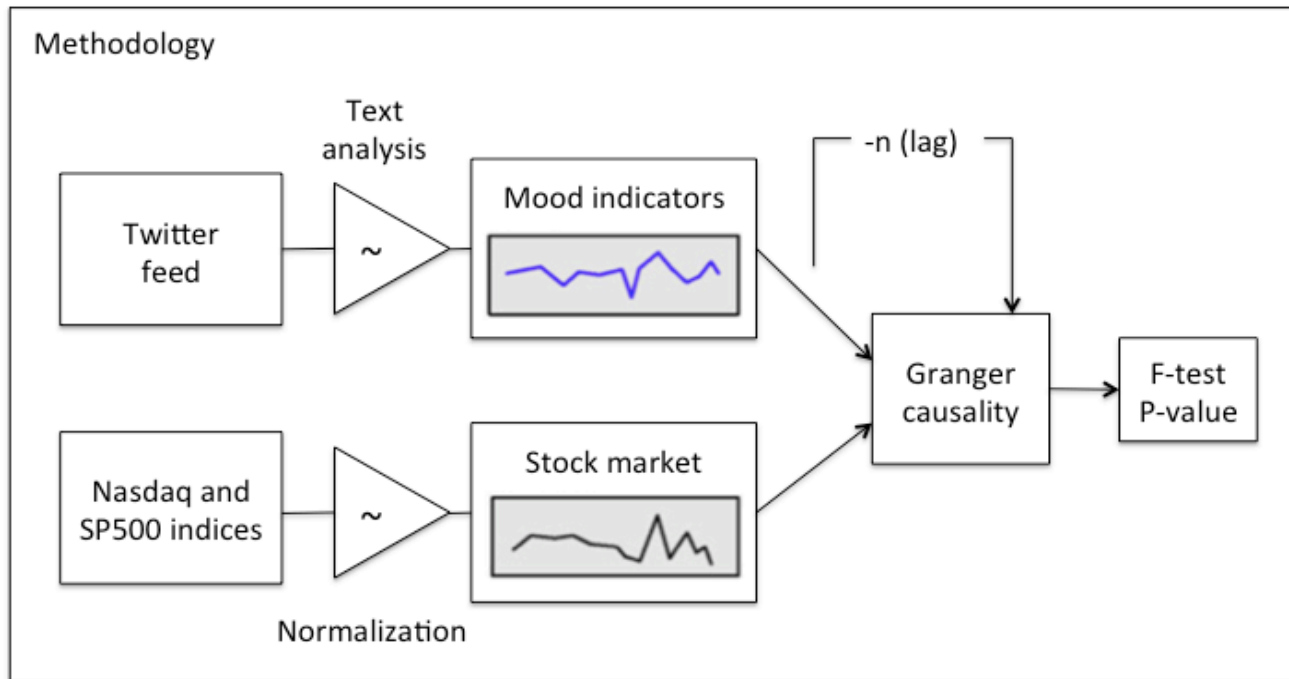 Methodology
Text
analysis
-n (lag)
Twitter
feed
~
Mood indicators
Granger
causality
F-test
P-value
Nasdaq and
SP500 indices
~
Stock market
Normalization